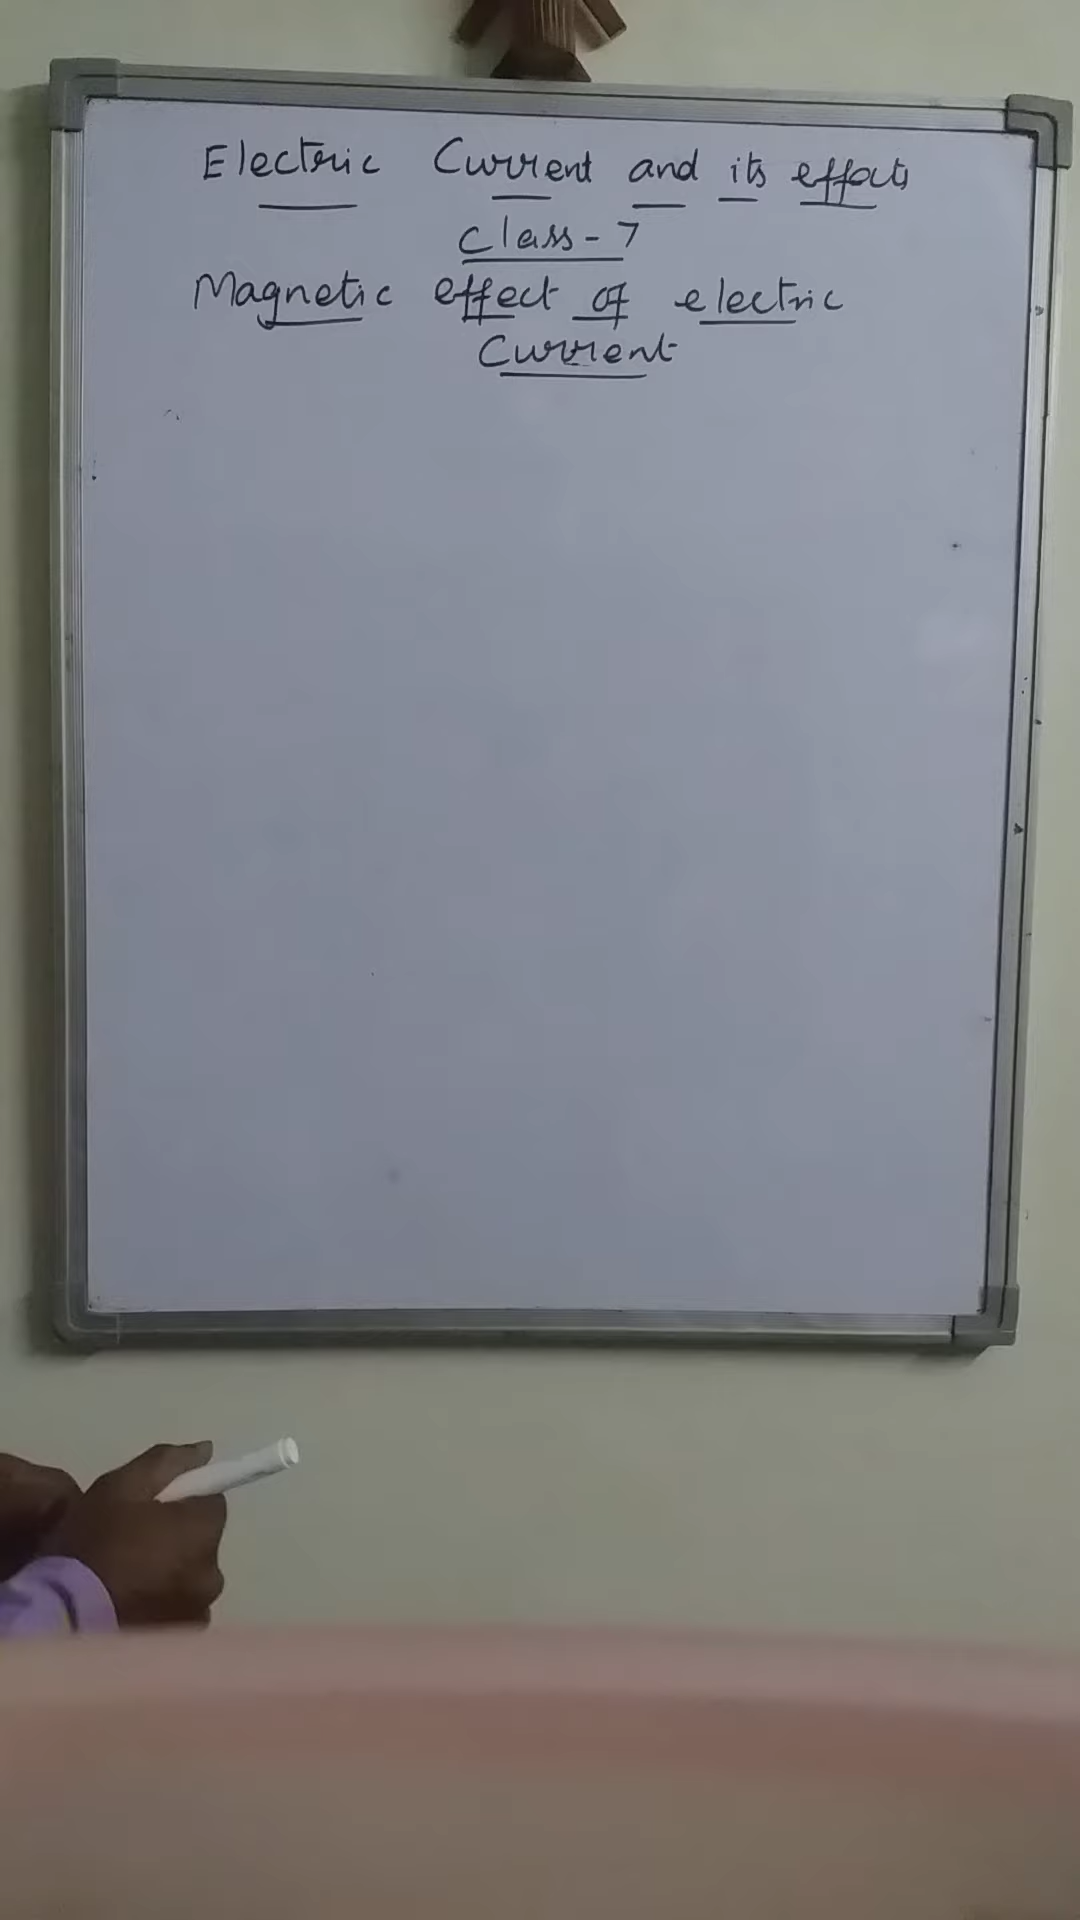 Electric Current and its effects
Class - 7
Magnetic effect of electric
Current